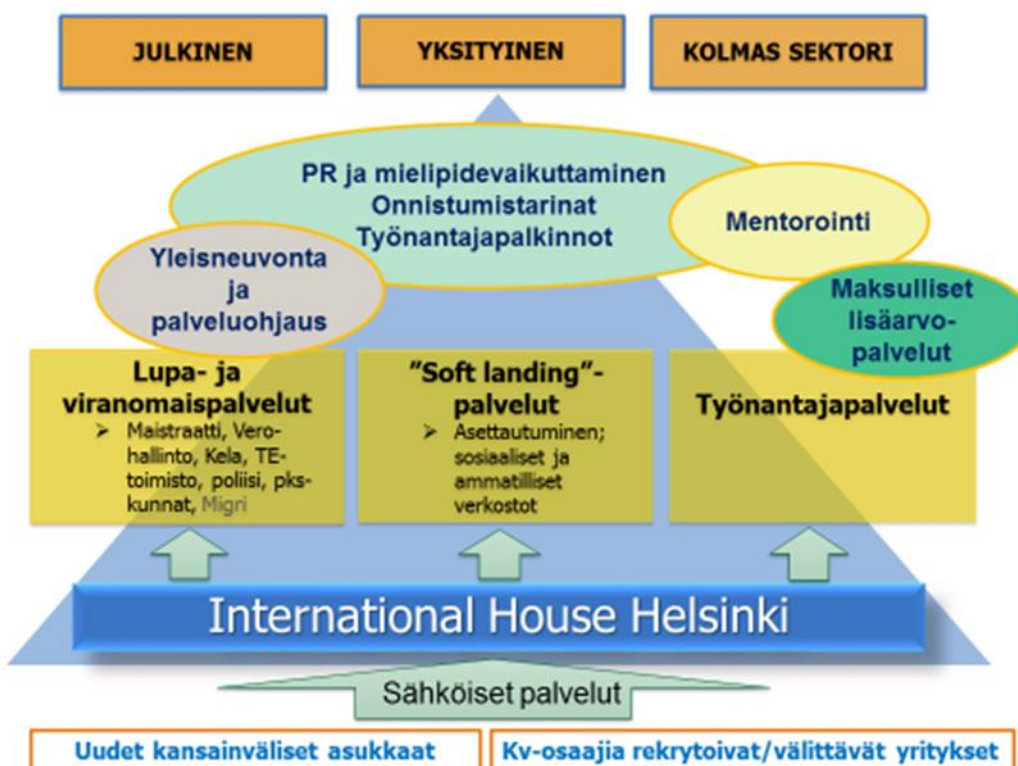 JULKINEN
YKSITYINEN
KOLMAS SEKTORI
PR ja mielipidevaikuttaminen
Onnistumistarinat
Työnantajapalkinnot
Mentorointi
Yleisneuvonta
ja
palveluohjaus
Maksulliset
lisäarvo-
palvelut
Lupa- ja
viranomaispalvelut
➢ Maistraatti, Vero-
hallinto, Kela, TE-
toimisto, poliisi, pks-
kunnat, Migri
”Soft landing”-
palvelut
➢ Asettautuminen;
sosiaaliset ja
ammatilliset
verkostot
Työnantajapalvelut
International House Helsinki
Sähköiset palvelut
Uudet kansainväliset asukkaat
Kv-osaajia rekrytoivat/välittävät yritykset